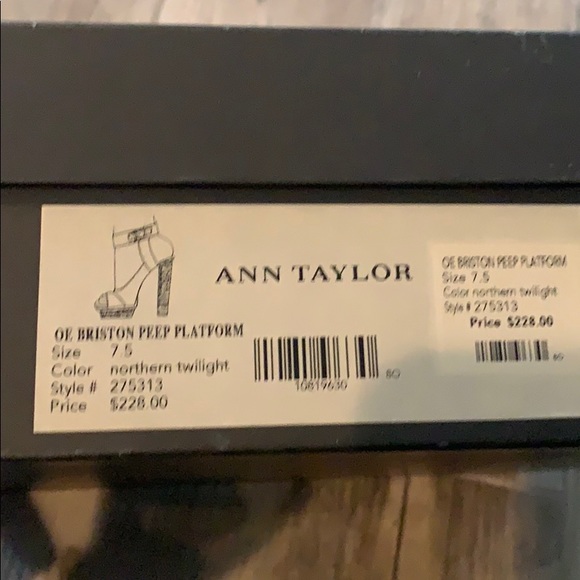 ANN TAYLOR
OE BRISTON PEEP PLATFORM
Size 7.5
Color northern twilight
Style # 275313
Price $228.00
10819630
BO
OE BRISTON PEEP PLATFORM
Size 7.5
Color northern twilight
Style # 275313
Price $228.00